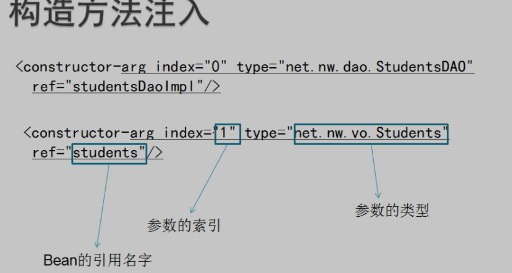 构造方法注入
<constructor-arg index="0" type="net.nw.dao.StudentsDAO"
ref="studentsDaoImpl"/>
<constructor-arg index="1" type="net.nw.vo.Students"
ref="students"/>
参数的索引
参数的类型
Bean的引用名字